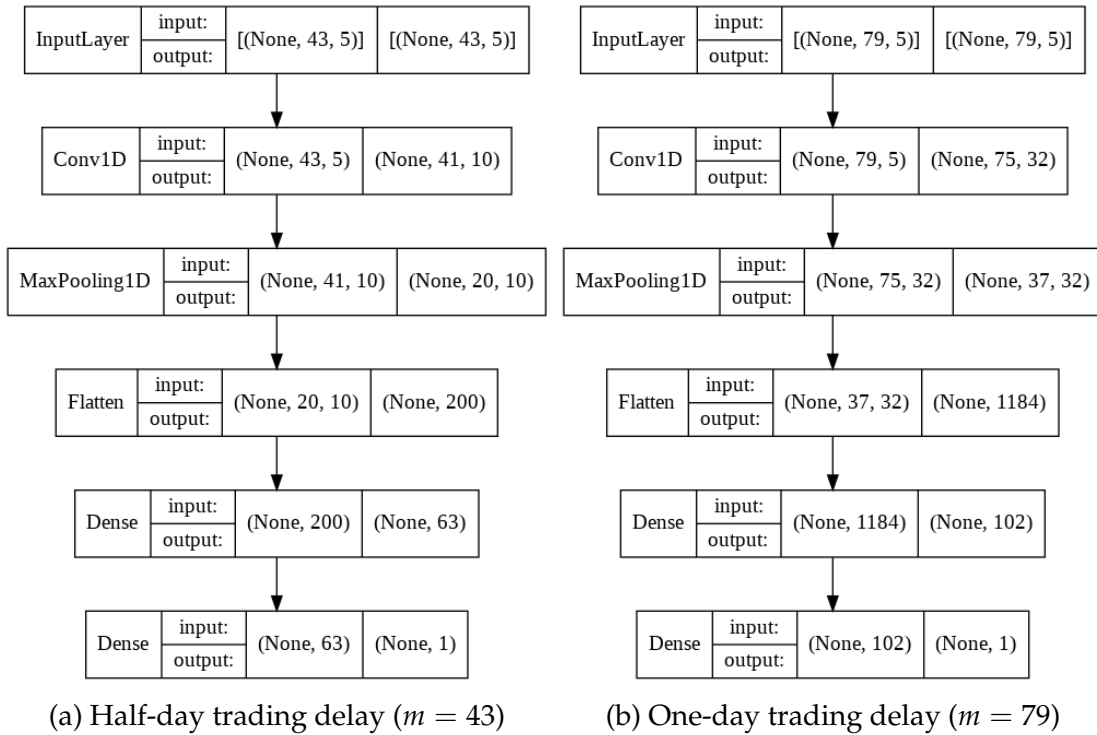 InputLayer
input:
output:
[(None, 43, 5)]
[(None, 43, 5)]
Conv1D
input:
output:
(None, 43, 5)
(None, 41, 10)
MaxPooling1D
input:
output:
(None, 41, 10)
(None, 20, 10)
Flatten
input:
output:
(None, 20, 10)
(None, 200)
Dense
input:
output:
(None, 200)
(None, 63)
Dense
input:
output:
(None, 63)
(None, 1)
(a) Half-day trading delay (m = 43)
InputLayer
input:
output:
[(None, 79, 5)]
[(None, 79, 5)]
Conv1D
input:
output:
(None, 79, 5)
(None, 75, 32)
MaxPooling1D
input:
output:
(None, 75, 32)
(None, 37, 32)
Flatten
input:
output:
(None, 37, 32)
(None, 1184)
Dense
input:
output:
(None, 1184)
(None, 102)
Dense
input:
output:
(None, 102)
(None, 1)
(b) One-day trading delay (m = 79)